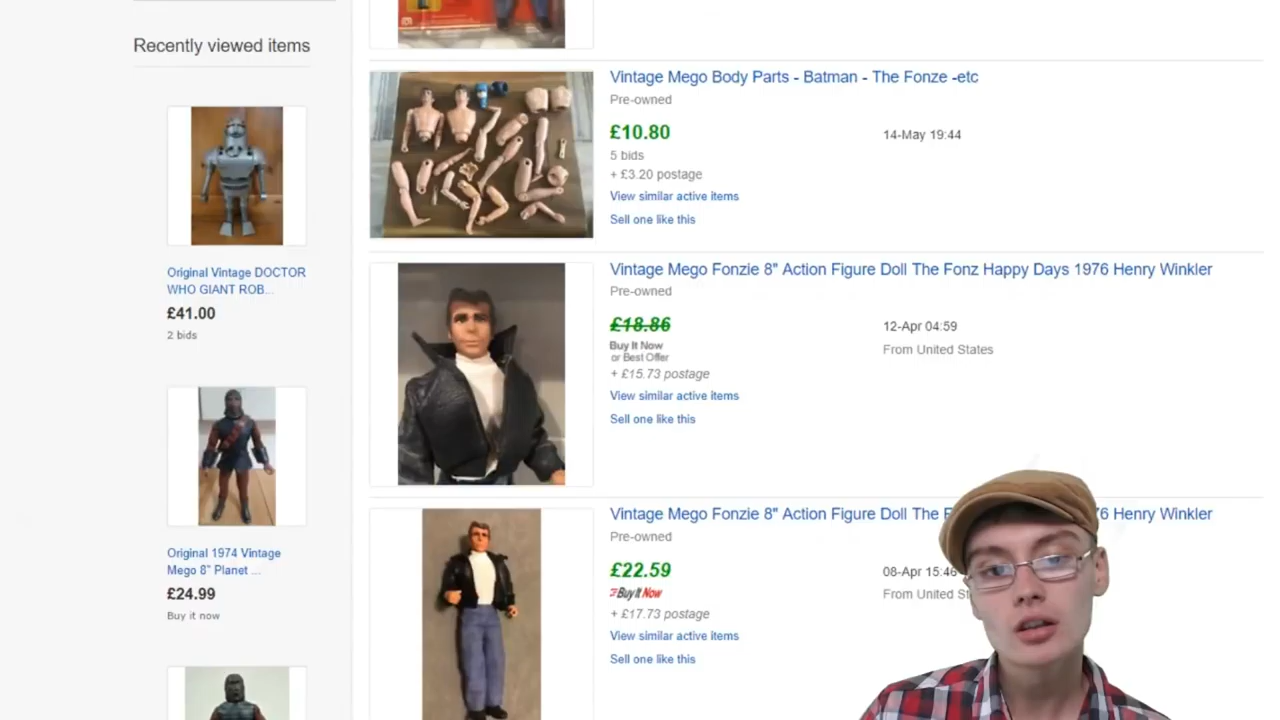 Recently viewed items
Original Vintage DOCTOR
WHO GIANT ROB...
£41.00
2 bids
Original 1974 Vintage
Mego 8" Planet ...
£24.99
Buy it now
Vintage Mego Body Parts - Batman - The Fonze -etc
Pre-owned
£10.80
14-May 19:44
5 bids
+ £3.20 postage
View similar active items
Sell one like this
Vintage Mego Fonzie 8" Action Figure Doll The Fonz Happy Days 1976 Henry Winkler
Pre-owned
£18.86
12-Apr 04:59
Buy It Now
From United States
or Best Offer
+ £15.73 postage
View similar active items
Sell one like this
Vintage Mego Fonzie 8" Action Figure Doll The Henry Winkler
Pre-owned
£22.59
08-Apr 15:46
Buy It Now
From United
+ £17.73 postage
View similar active items
Sell one like this